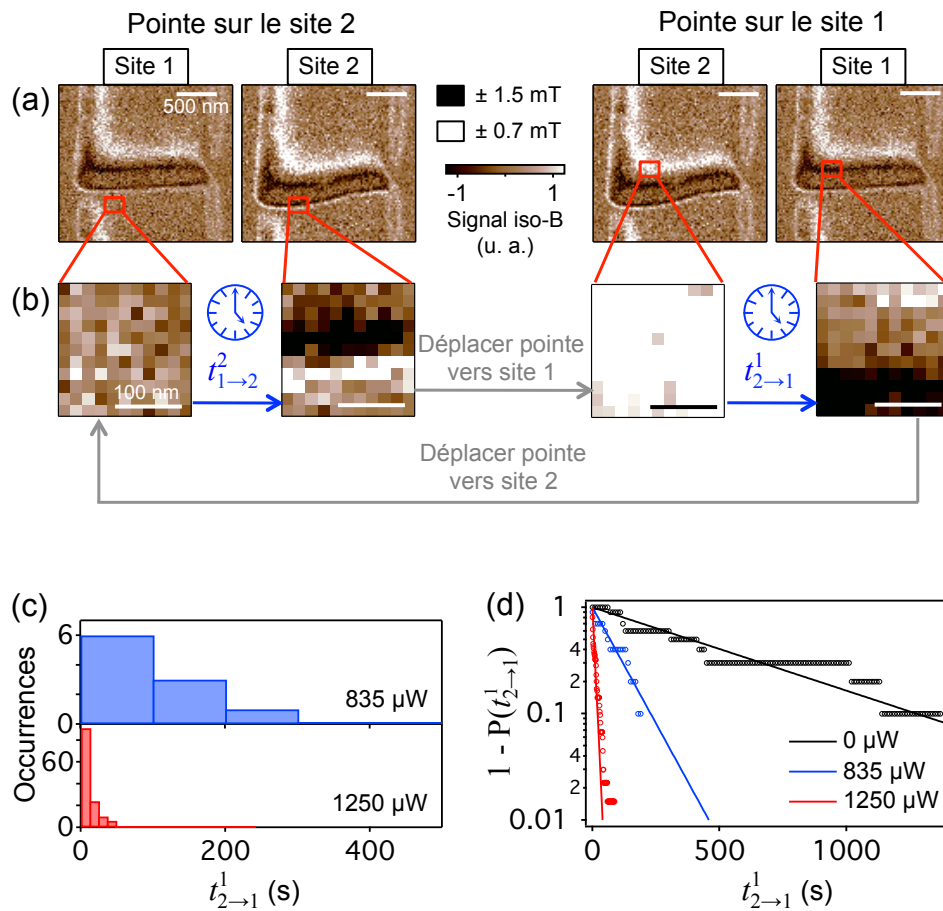 Pointe sur le site 2
Pointe sur le site 1
Site 1
Site 2
Site 2
Site 1
(a)
500 nm
± 1.5 mT
± 0.7 mT
-1
1
Signal iso-B
(u. a.)
(b)
100 nm
t²₁→₂
Déplacer pointe
vers site 1
t¹₂→₁
Déplacer pointe
vers site 2
(c)
Occurrences
6
0
835 µW
60
0
1250 µW
0
200
400
t¹₂→₁ (s)
(d)
1 - P(t¹₂→₁)
1
6
4
2
0.1
6
4
2
0.01
0 µW
835 µW
1250 µW
0
500
1000
t¹₂→₁ (s)